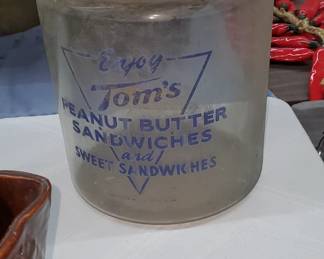 Enjoy
Tom's
PEANUT BUTTER
SANDWICHES
and
SWEET SANDWICHES